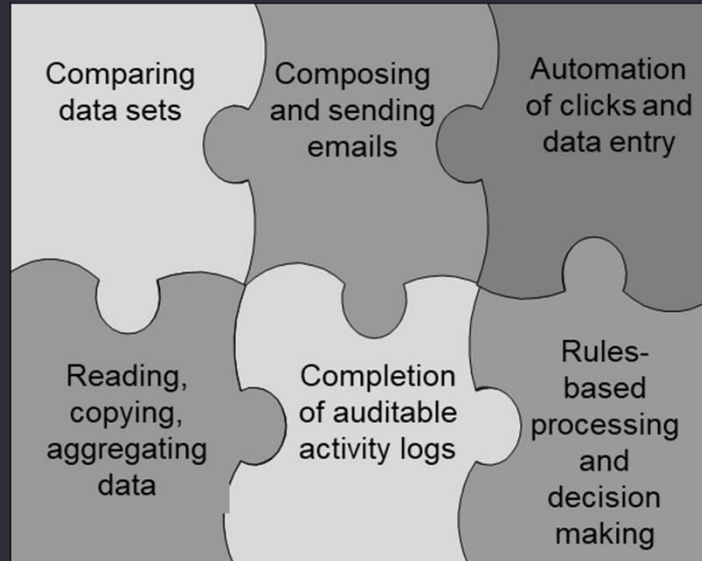 Comparing
data sets
Composing
and sending
emails
Automation
of clicks and
data entry
Reading,
copying,
aggregating
data
Completion
of auditable
activity logs
Rules-
based
processing
and
decision
making